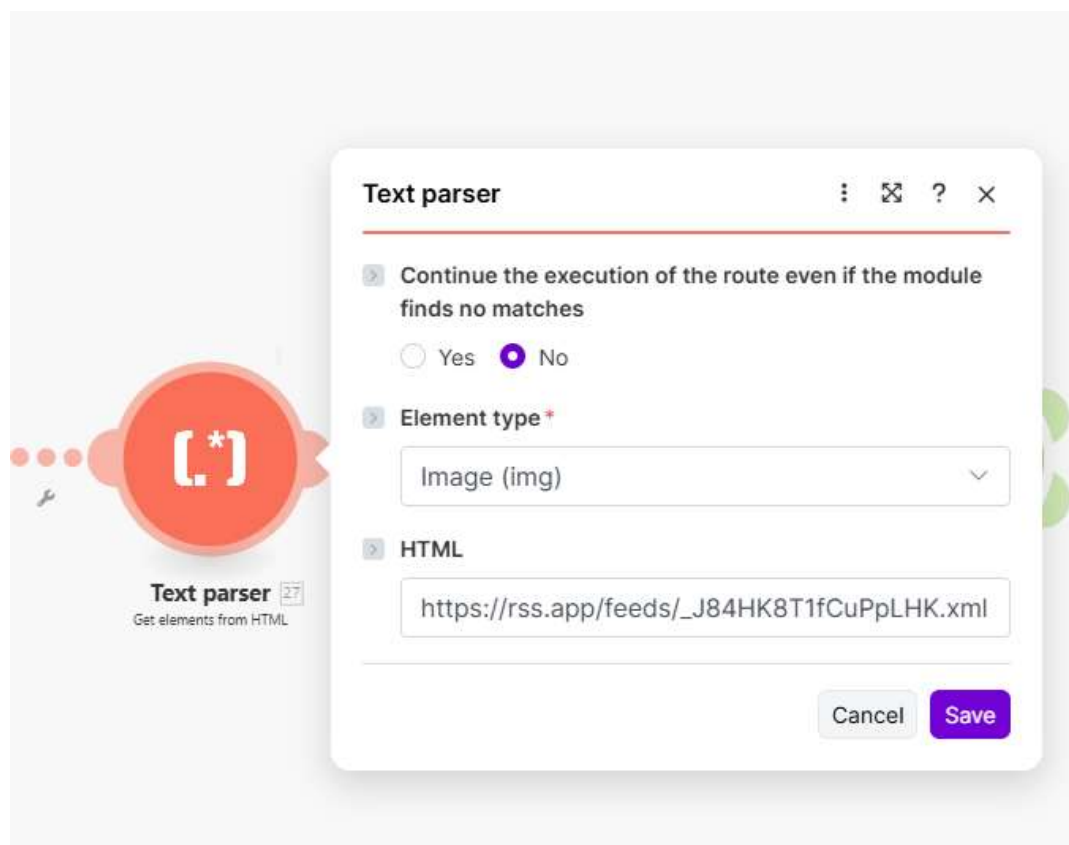 Text parser
?
Continue the execution of the route even if the module
finds no matches
Yes
No
Element type*
Image (img)
HTML
https://rss.app/feeds/_J84HK8T1fCuPpLHK.xml
Cancel
Save
(.*)
Text parser 27
Get elements from HTML